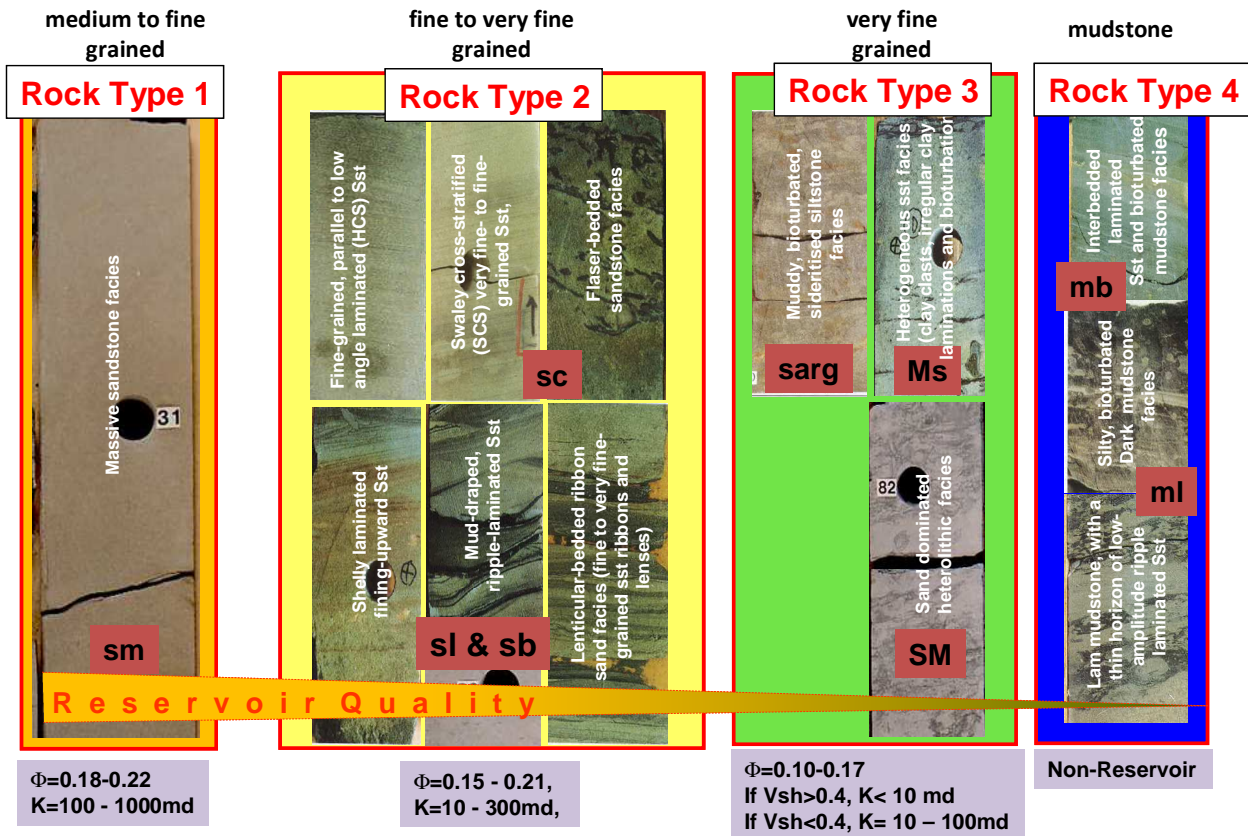 medium to fine
grained
fine to very fine
grained
very fine
grained
mudstone
Rock Type 1
Rock Type 2
Rock Type 3
Rock Type 4
Massive sandstone facies
31
sm
Fine-grained, parallel to low
angle laminated (HCS) Sst
Swaley cross-stratified
(SCS) very fine- to fine-
grained Sst,
Flaser-bedded
sandstone facies
sc
Shelly laminated
fining-upward Sst
Mud-draped,
ripple-laminated Sst
Lenticular-bedded ribbon
sand facies (fine to very fine-
grained sst ribbons and
lenses)
sl & sb
Muddy, bioturbated,
sideritised siltstone
facies
Heterogeneous sst facies
(clay clasts, irregular clay
laminations and bioturbation
sarg
Ms
82
Sand dominated
heterolithic facies
SM
Interbedded
laminated
Sst and bioturbated
mudstone facies
mb
Silty, bioturbated
Dark mudstone
facies
ml
Lam mudstone, with a
thin horizon of low-
amplitude ripple
laminated Sst
Reservoir Quality
Φ=0.18-0.22
K=100 - 1000md
Φ=0.15 - 0.21,
K=10 - 300md,
Φ=0.10-0.17
If Vsh>0.4, K< 10 md
If Vsh<0.4, K= 10 – 100md
Non-Reservoir